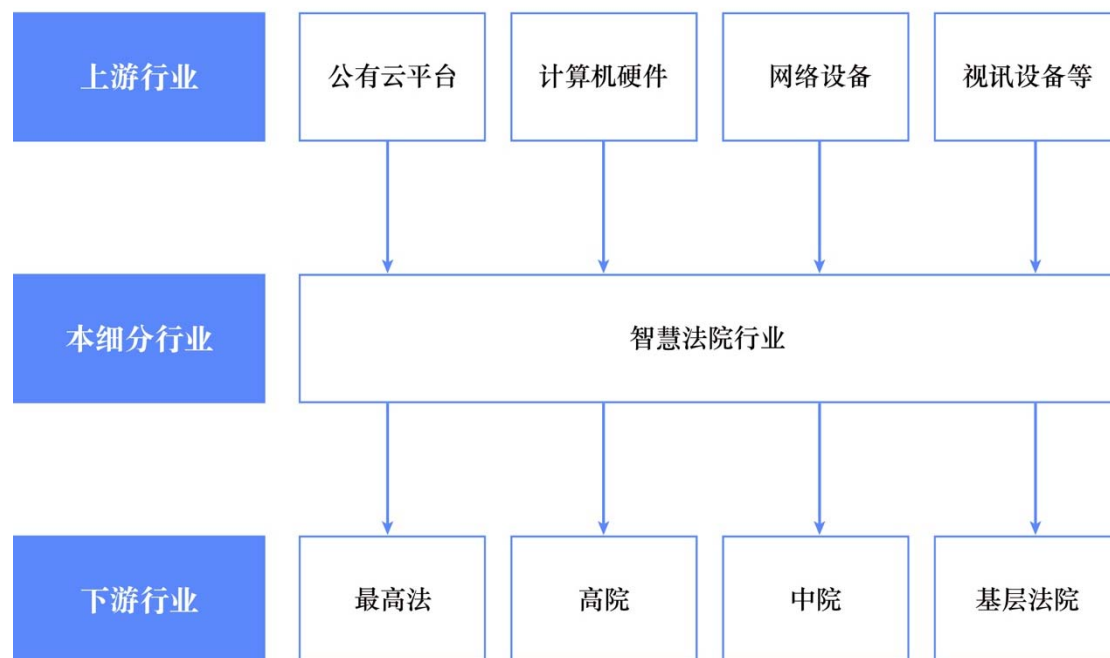 上游行业
公有云平台
计算机硬件
网络设备
视讯设备等
本细分行业
智慧法院行业
下游行业
最高法
高院
中院
基层法院